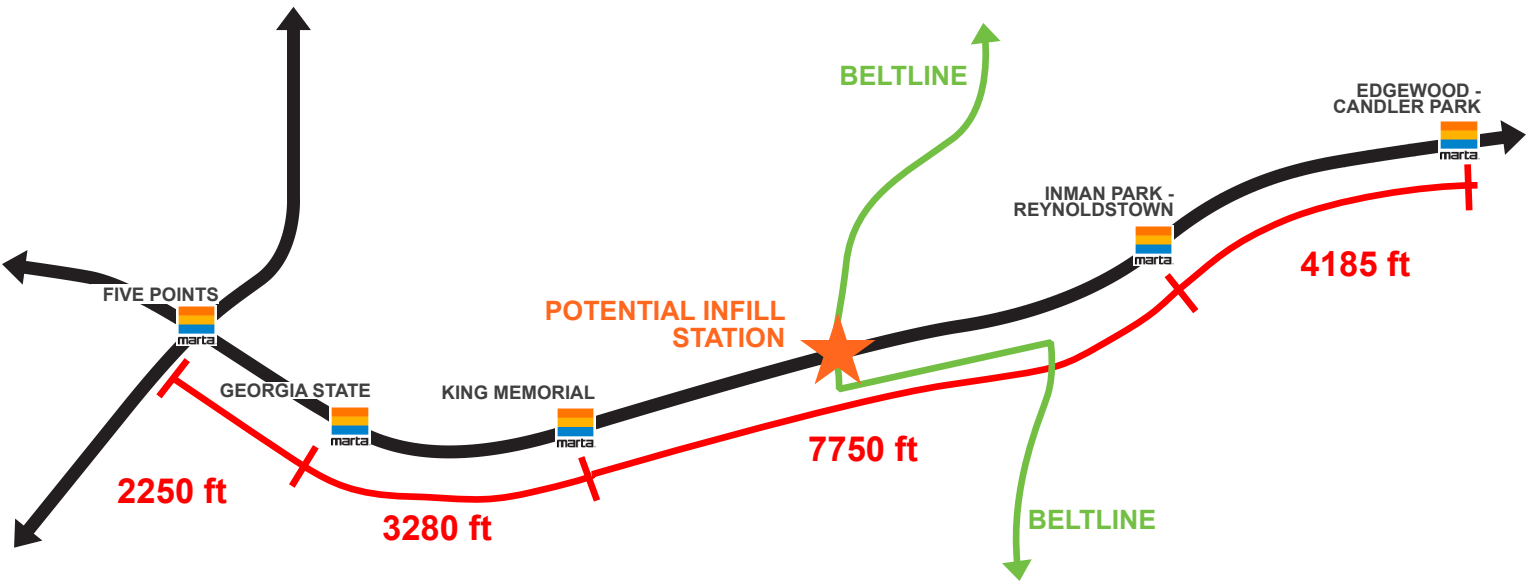 BELTLINE
EDGEWOOD -
CANDLER PARK
marta
INMAN PARK -
REYNOLDSTOWN
marta
4185 ft
FIVE POINTS
marta
POTENTIAL INFILL
STATION
GEORGIA STATE
marta
KING MEMORIAL
marta
7750 ft
2250 ft
3280 ft
BELTLINE